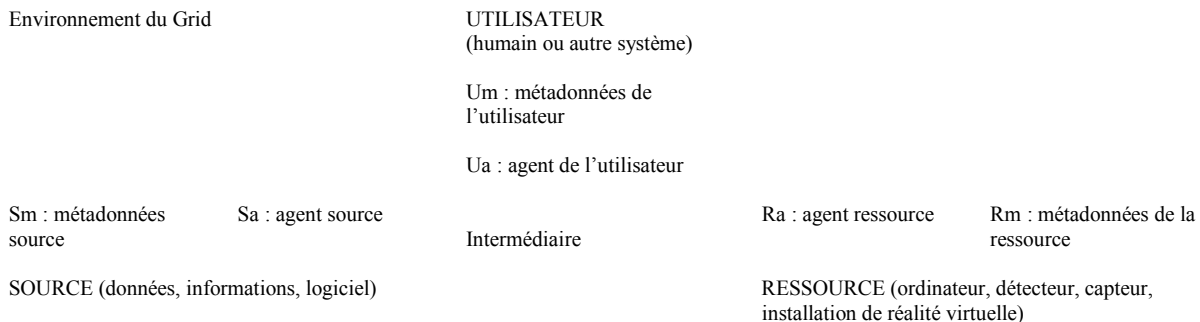 Environnement du Grid
UTILISATEUR
(humain ou autre système)
Um : métadonnées de
l’utilisateur
Ua : agent de l’utilisateur
Sm : métadonnées
source
Sa : agent source
Intermédiaire
Ra : agent ressource
Rm : métadonnées de la
ressource
SOURCE (données, informations, logiciel)
RESSOURCE (ordinateur, détecteur, capteur,
installation de réalité virtuelle)